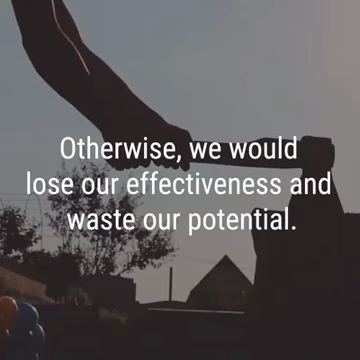 Otherwise, we would
lose our effectiveness and
waste our potential.